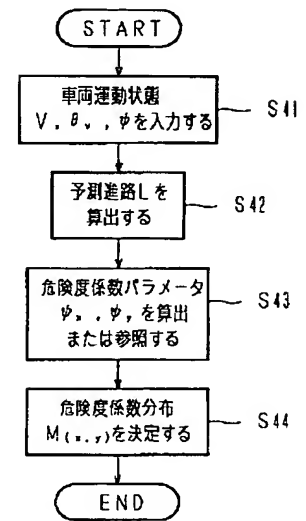 START
車両運動状態
V, θv, ψを入力する
S41
予測進路Lを
算出する
S42
危険度係数パラメータ
ψx, ψyを算出
または参照する
S43
危険度係数分布
M(x,y)を決定する
S44
END